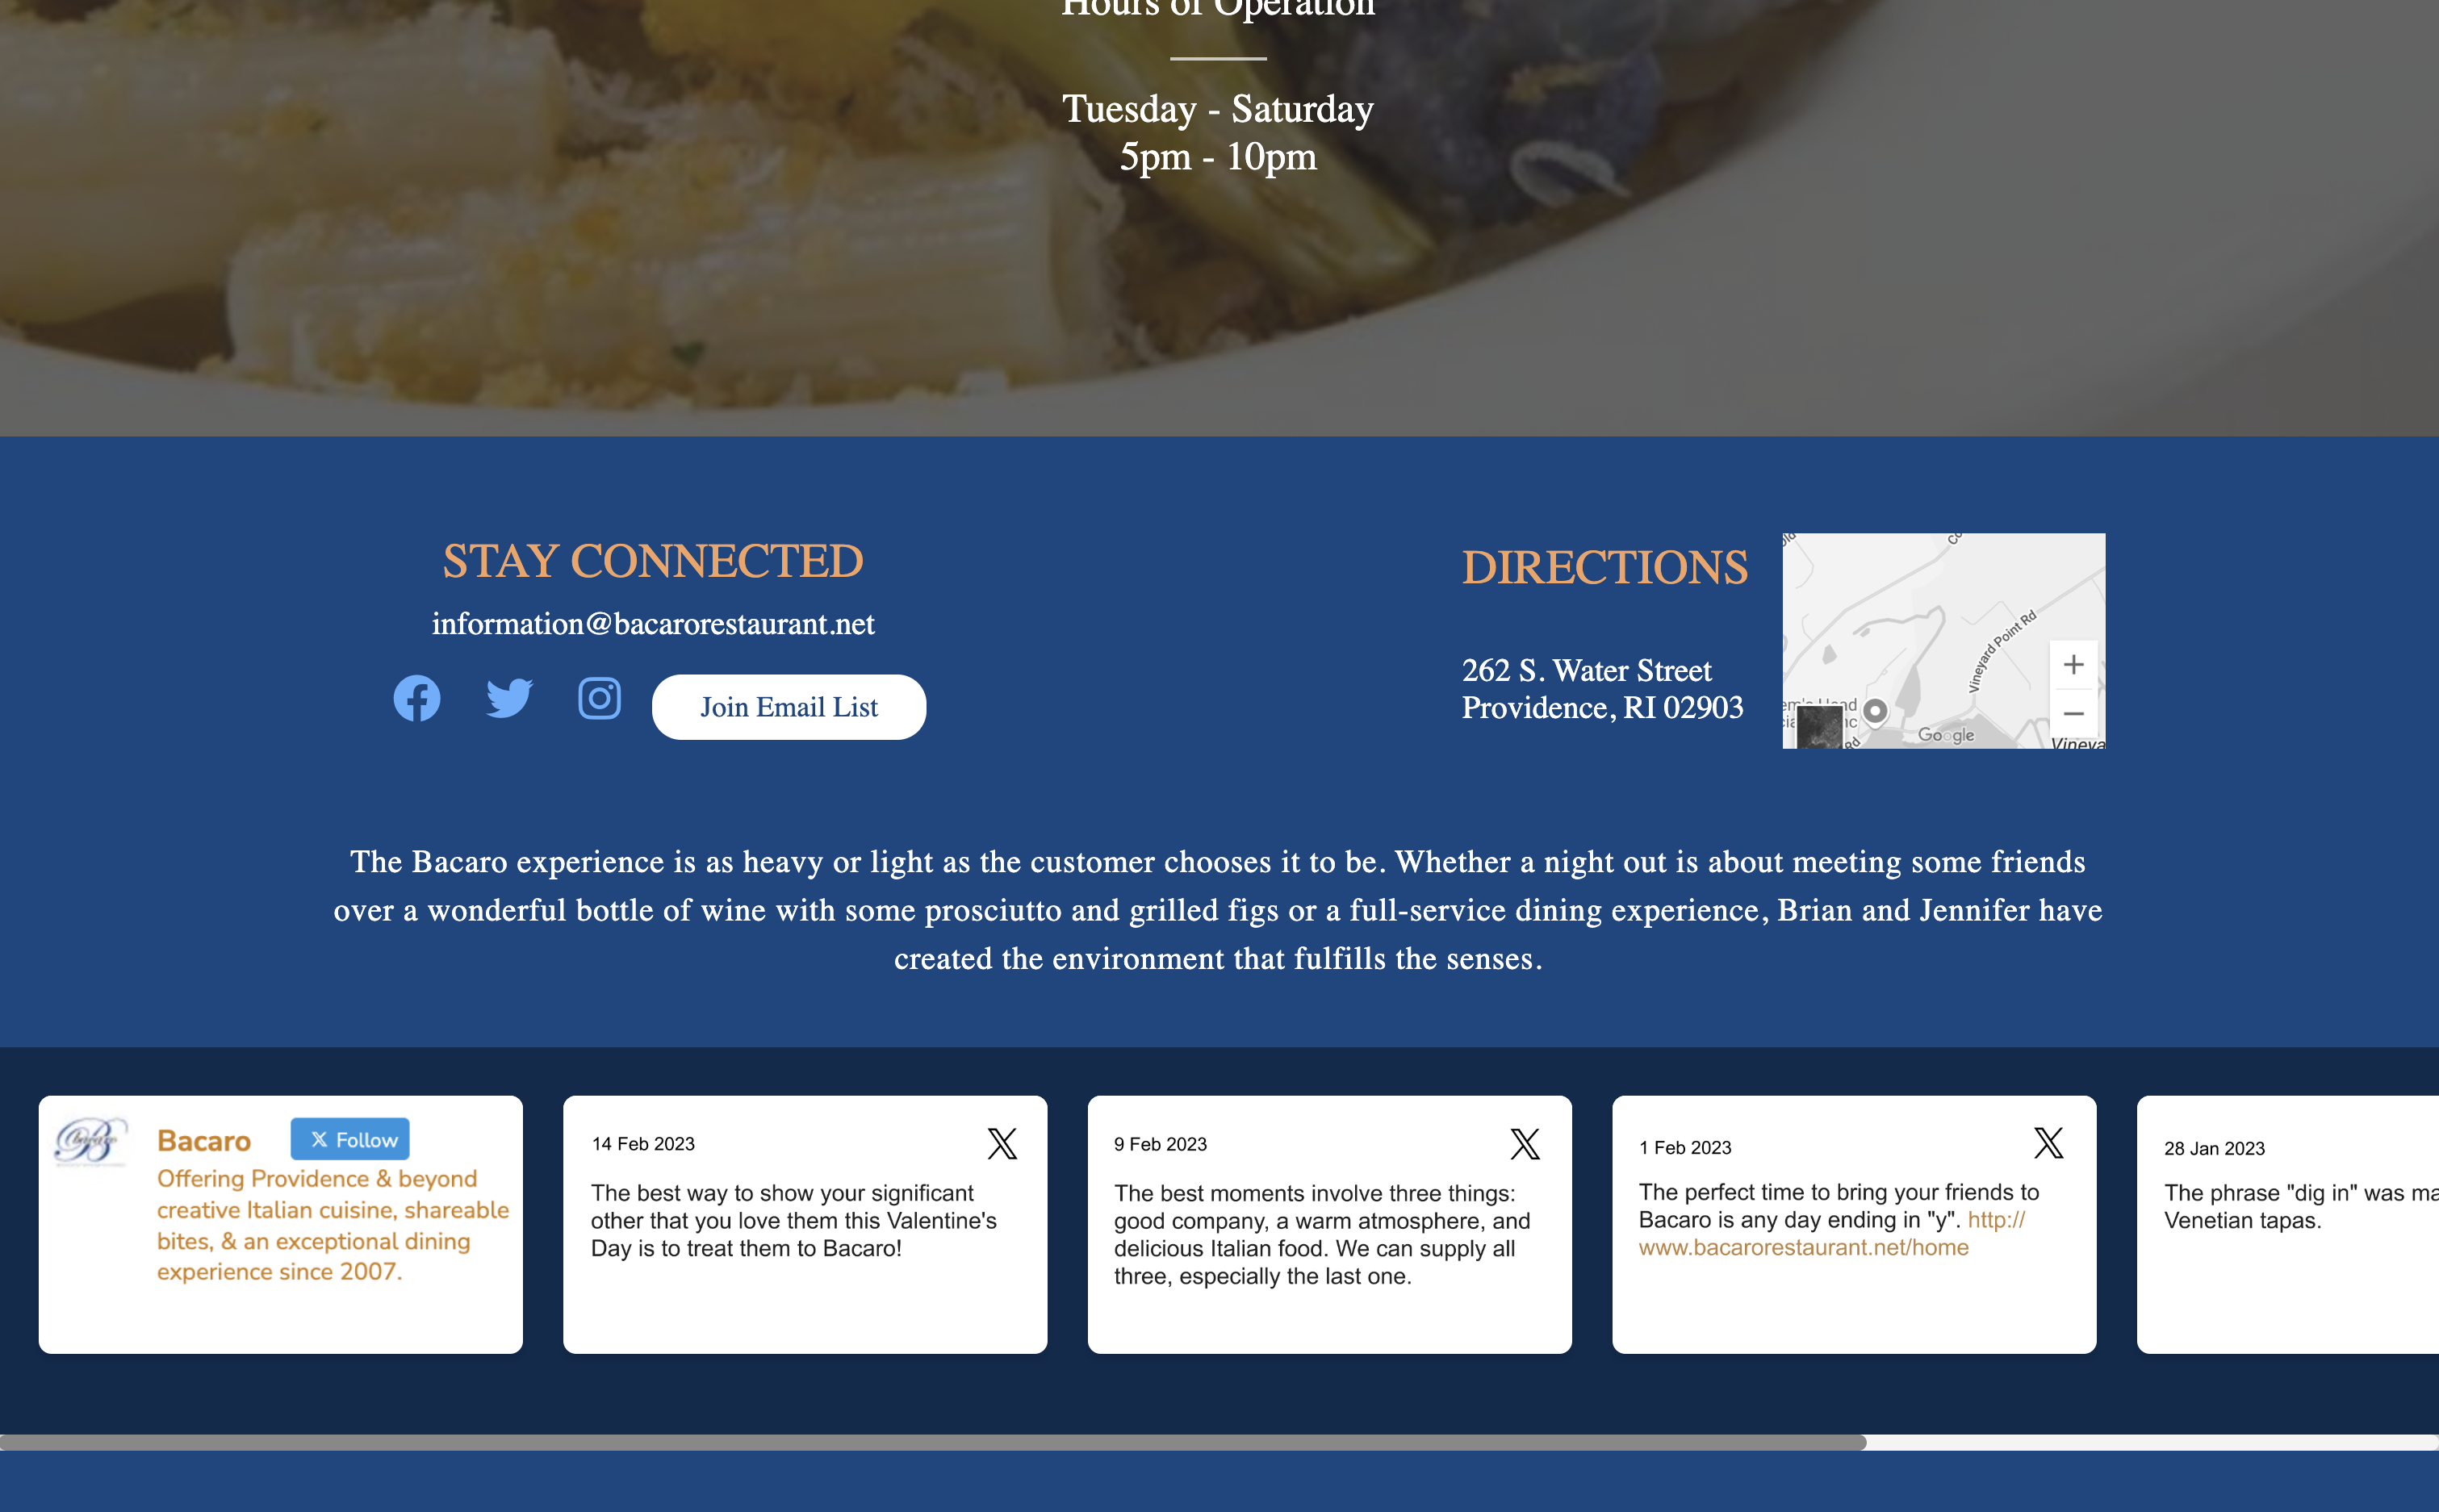 Hours of Operation
Tuesday - Saturday
5pm - 10pm
STAY CONNECTED
information@bacarorestaurant.net
Join Email List
DIRECTIONS
262 S. Water Street
Providence, RI 02903
Vineyard Point Rd
Rd
Google
The Bacaro experience is as heavy or light as the customer chooses it to be. Whether a night out is about meeting some friends
over a wonderful bottle of wine with some prosciutto and grilled figs or a full-service dining experience, Brian and Jennifer have
created the environment that fulfills the senses.
bacaro
Bacaro
X Follow
Offering Providence & beyond
creative Italian cuisine, shareable
bites, & an exceptional dining
experience since 2007.
14 Feb 2023
The best way to show your significant
other that you love them this Valentine's
Day is to treat them to Bacaro!
9 Feb 2023
The best moments involve three things:
good company, a warm atmosphere, and
delicious Italian food. We can supply all
three, especially the last one.
1 Feb 2023
The perfect time to bring your friends to
Bacaro is any day ending in "y". http://
www.bacarorestaurant.net/home
28 Jan 2023
The phrase "dig in" was ma
Venetian tapas.